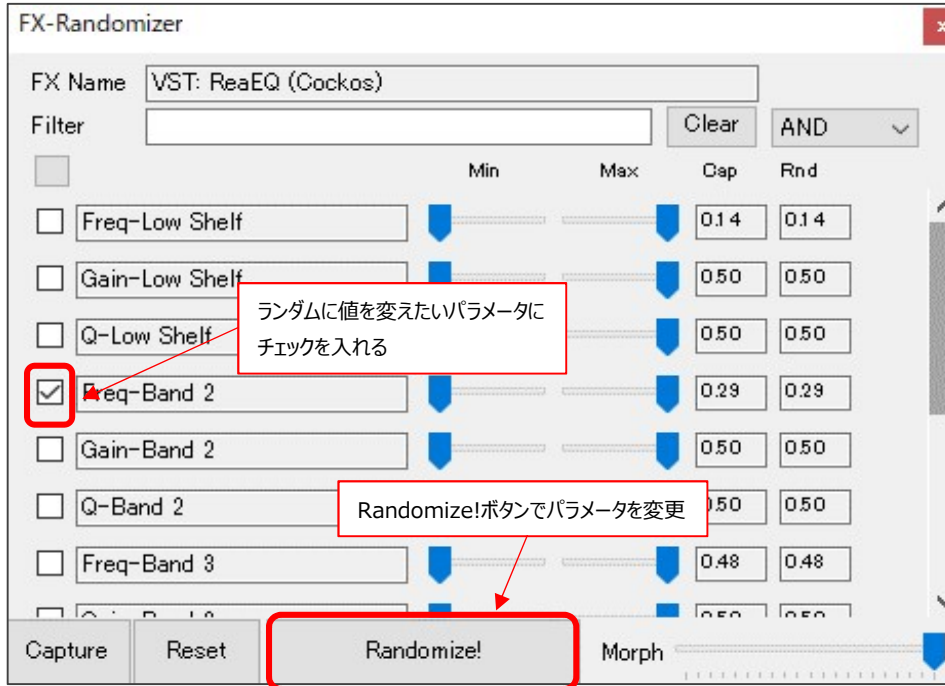 FX-Randomizer
x
FX Name VST: ReaEQ (Cockos)
Filter Clear AND
Min Max Cap Rnd
Freq-Low Shelf 0.14 0.14
Gain-Low Shelf 0.50 0.50
ランダムに値を変えたいパラメータに
チェックを入れる
Q-Low Shelf 0.50 0.50
Freq-Band 2 0.29 0.29
Gain-Band 2 0.50 0.50
Randomize!ボタンでパラメータを変更
Q-Band 2 0.50 0.50
Freq-Band 3 0.48 0.48
Capture Reset Randomize! Morph